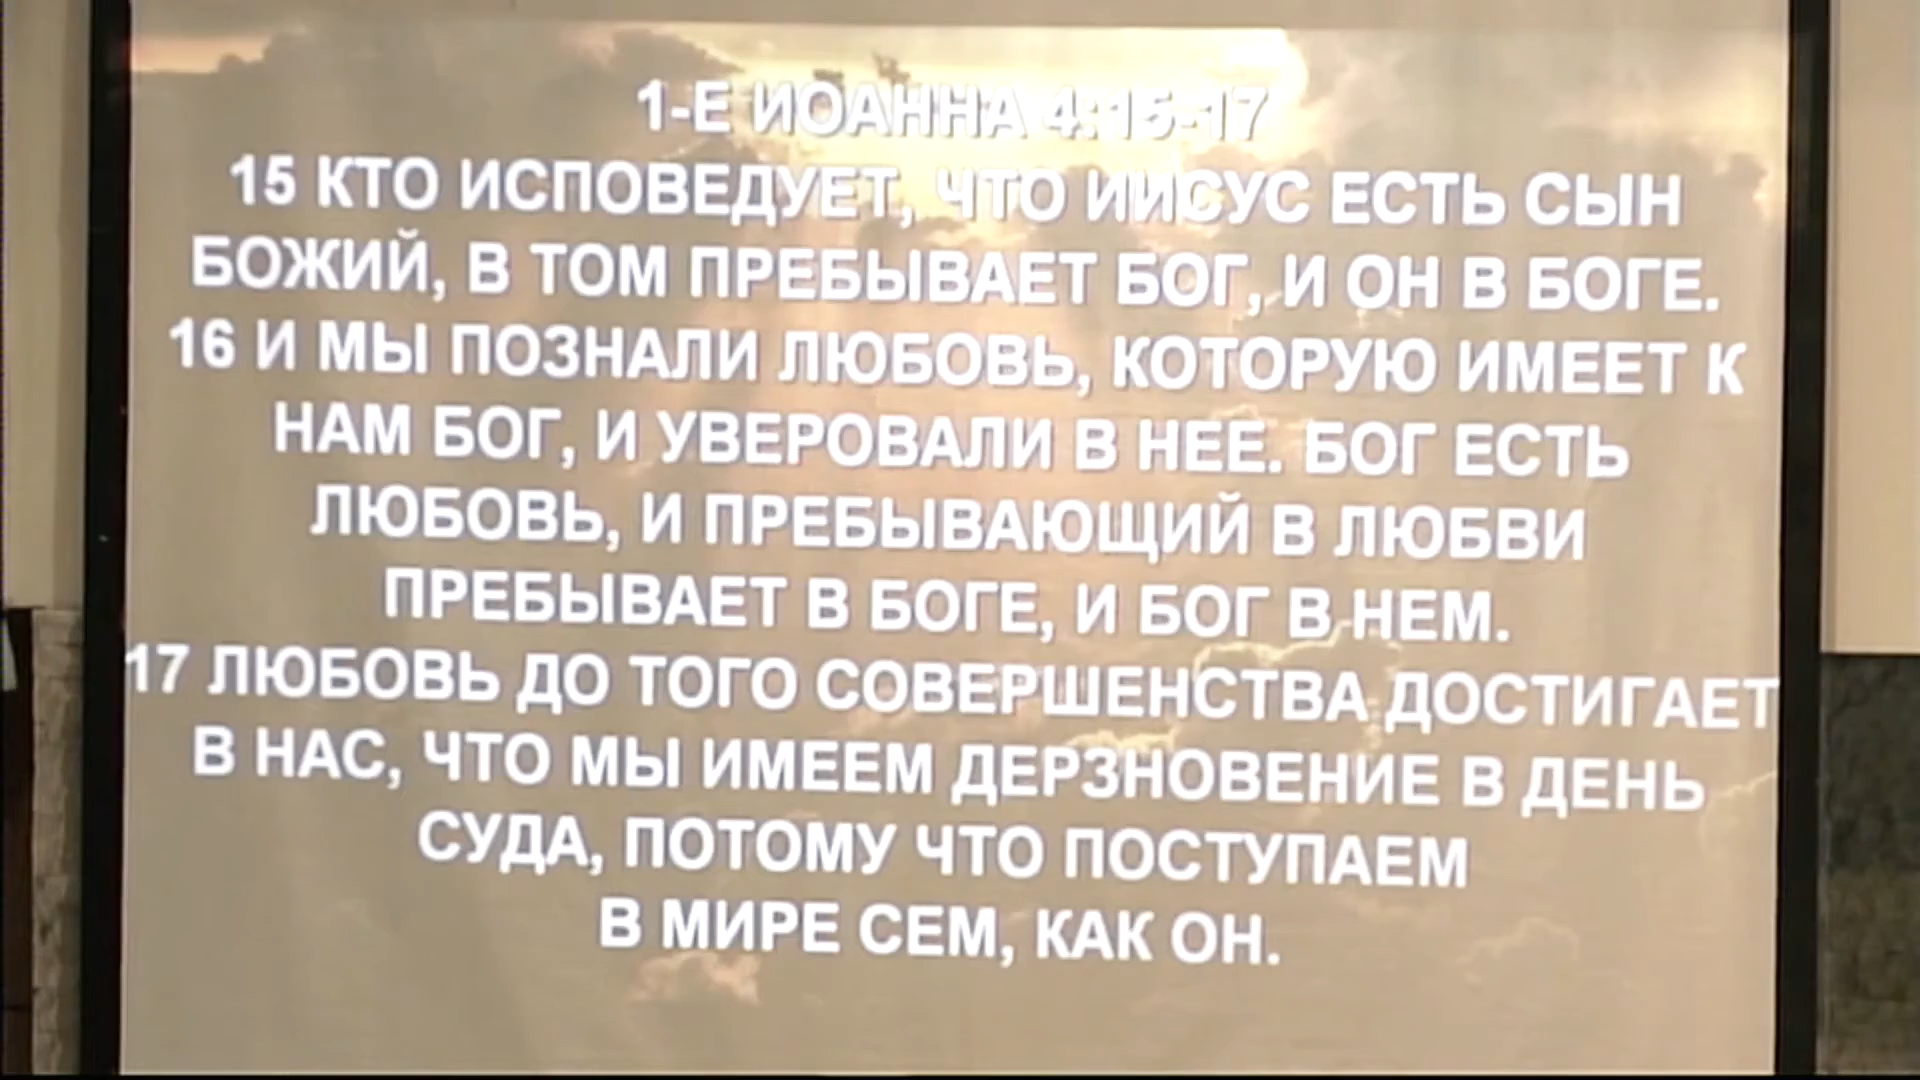 1-Е ИОАННА 4:15-17
15 КТО ИСПОВЕДУЕТ, ЧТО ИИСУС ЕСТЬ СЫН
БОЖИЙ, В ТОМ ПРЕБЫВАЕТ БОГ, И ОН В БОГЕ.
16 И МЫ ПОЗНАЛИ ЛЮБОВЬ, КОТОРУЮ ИМЕЕТ К
НАМ БОГ, И УВЕРОВАЛИ В НЕЕ. БОГ ЕСТЬ
ЛЮБОВЬ, И ПРЕБЫВАЮЩИЙ В ЛЮБВИ
ПРЕБЫВАЕТ В БОГЕ, И БОГ В НЕМ.
17 ЛЮБОВЬ ДО ТОГО СОВЕРШЕНСТВА ДОСТИГАЕТ
В НАС, ЧТО МЫ ИМЕЕМ ДЕРЗНОВЕНИЕ В ДЕНЬ
СУДА, ПОТОМУ ЧТО ПОСТУПАЕМ
В МИРЕ СЕМ, КАК ОН.